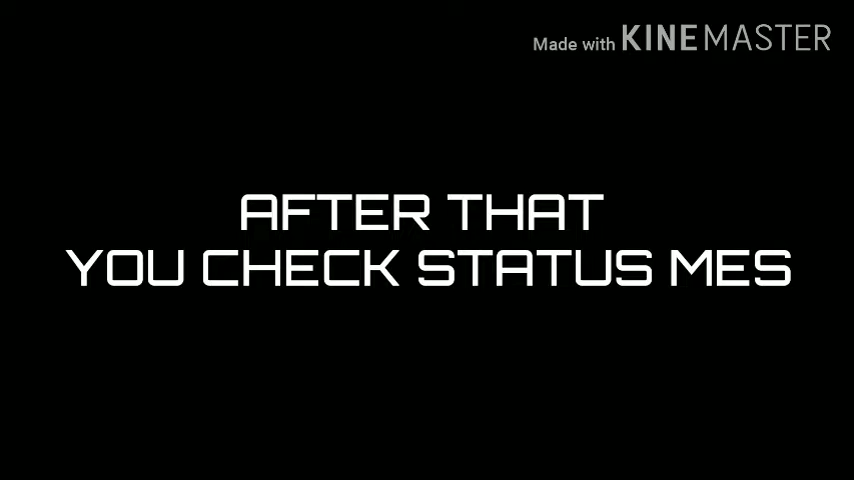 Made with KINEMASTER
AFTER THAT
YOU CHECK STATUS MES